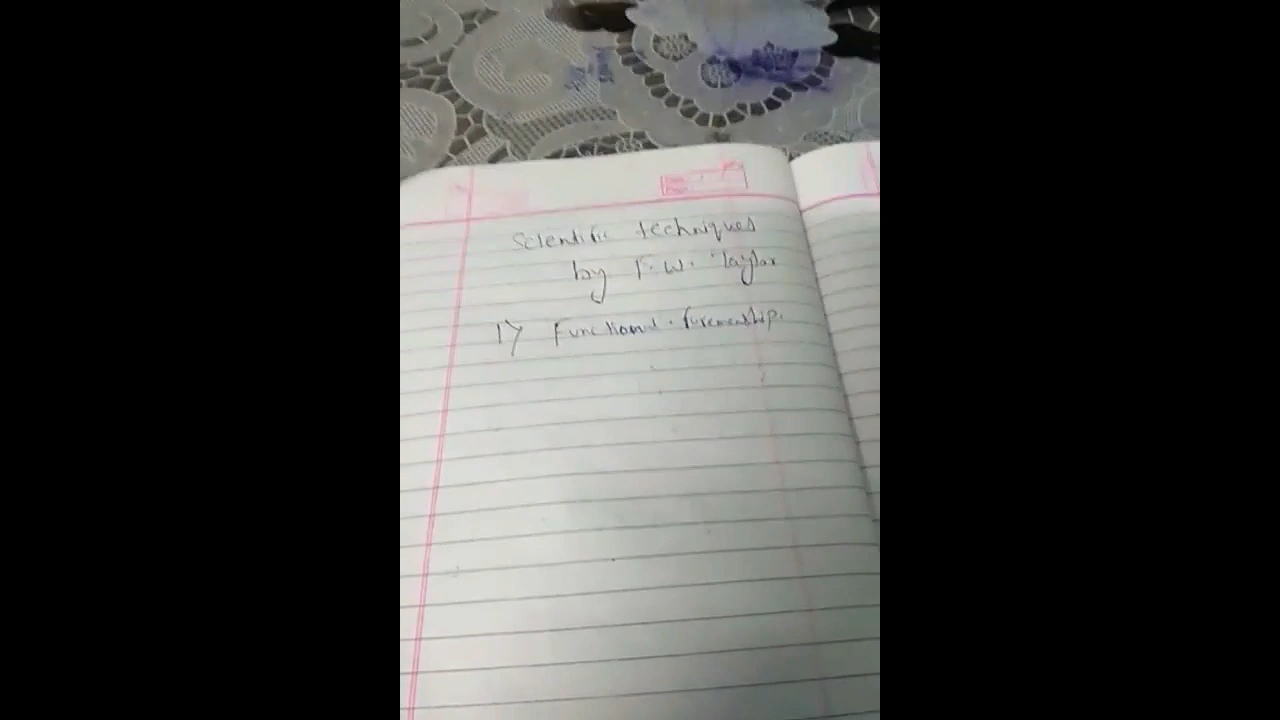 Scientific techniques
by F.W. Taylor
1) Functional foremanship.